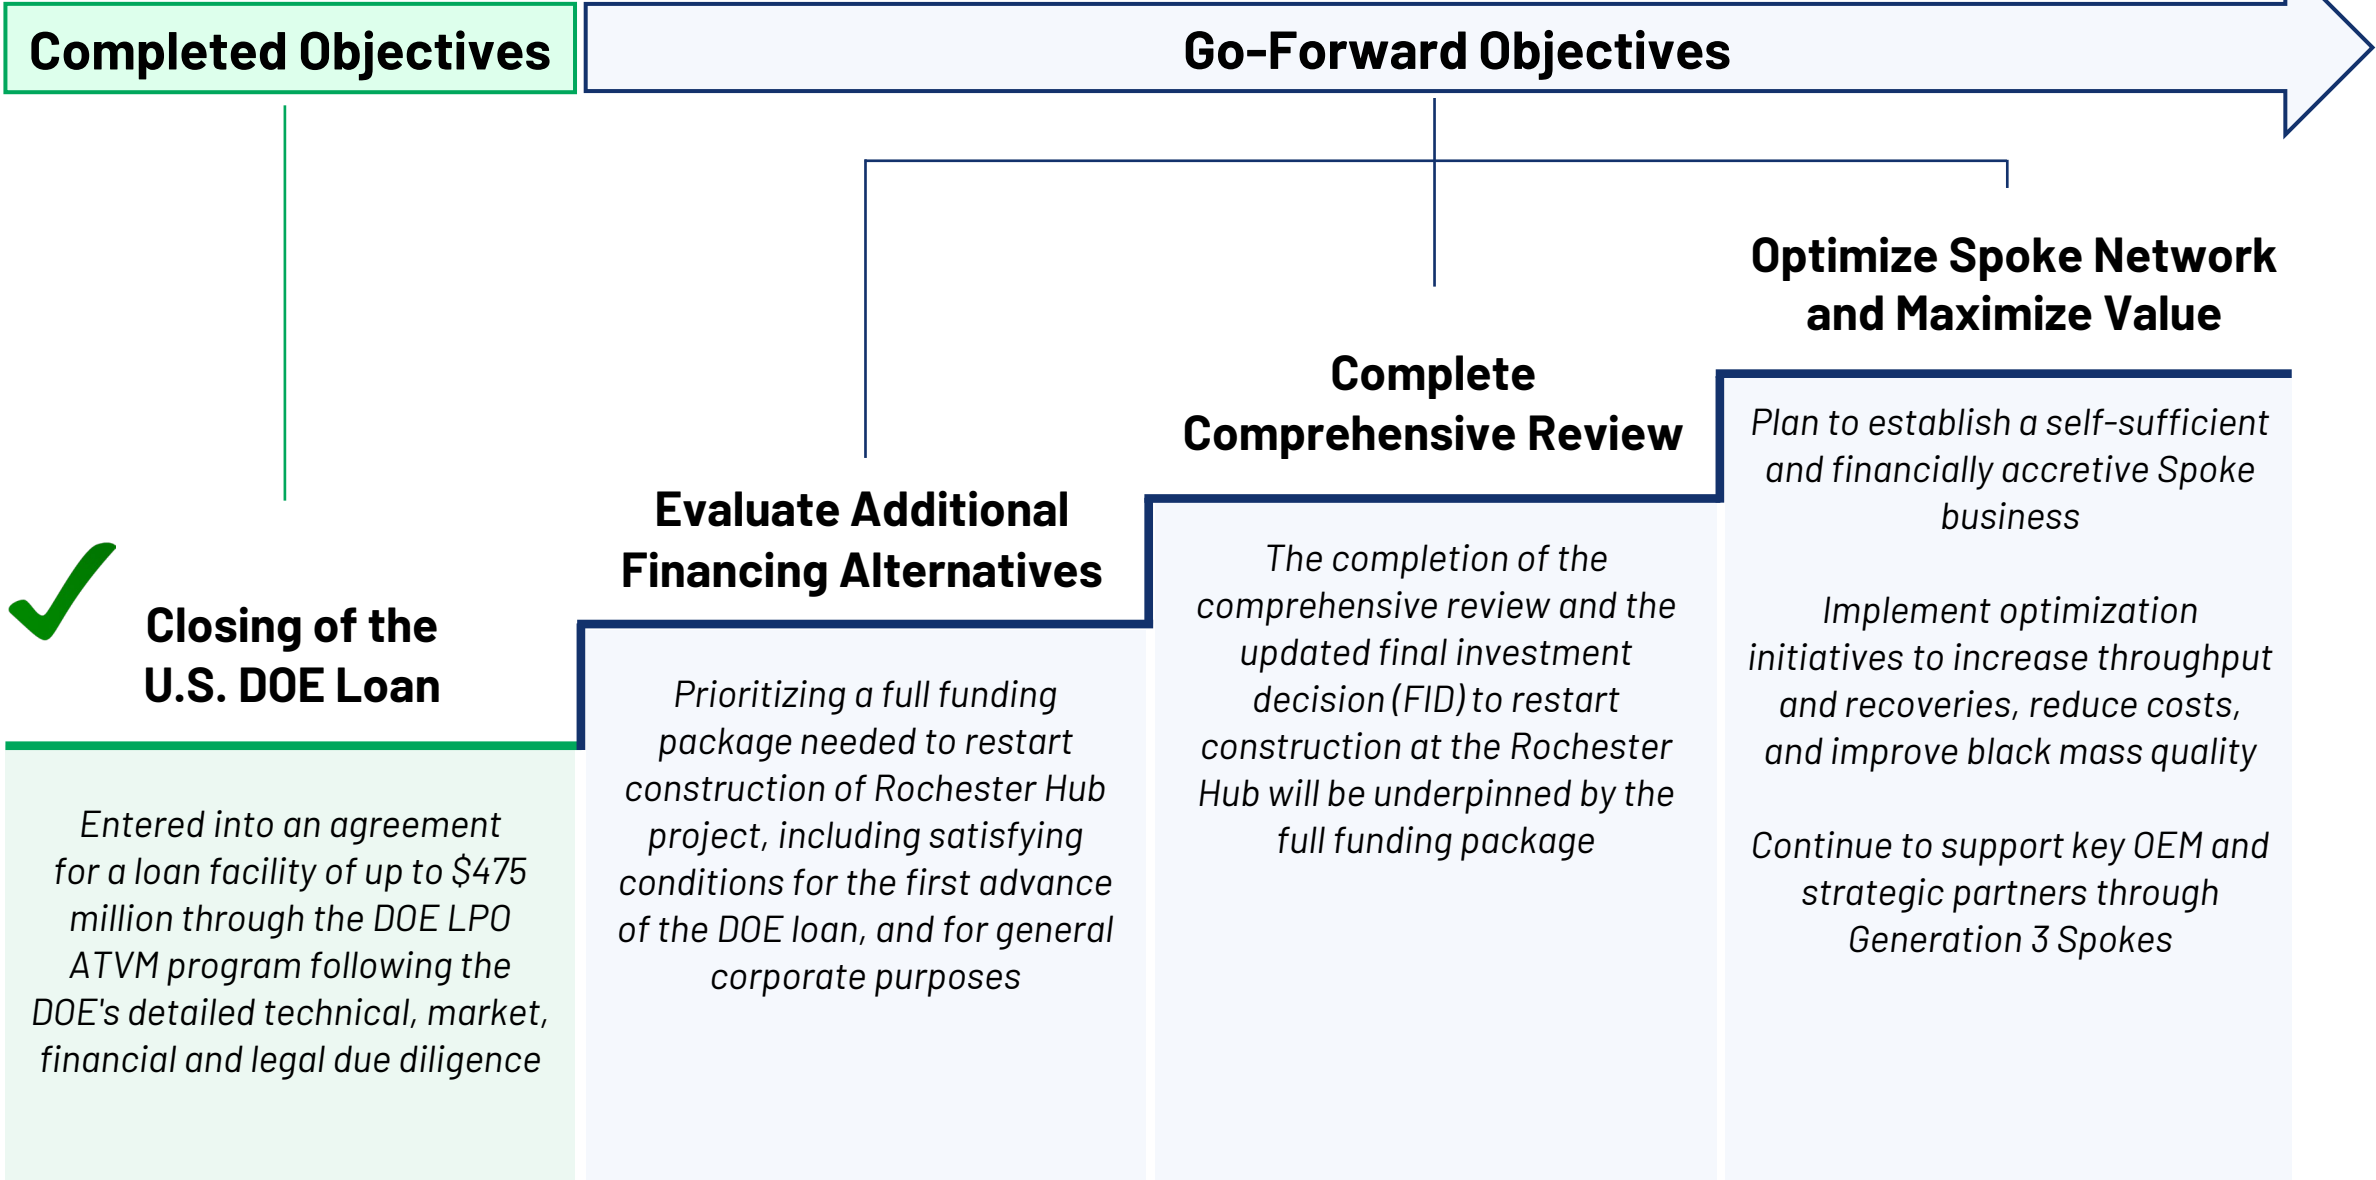 Completed Objectives
Go-Forward Objectives
Closing of the
U.S. DOE Loan
Entered into an agreement
for a loan facility of up to $475
million through the DOE LPO
ATVM program following the
DOE's detailed technical, market,
financial and legal due diligence
Evaluate Additional
Financing Alternatives
Prioritizing a full funding
package needed to restart
construction of Rochester Hub
project, including satisfying
conditions for the first advance
of the DOE loan, and for general
corporate purposes
Complete
Comprehensive Review
The completion of the
comprehensive review and the
updated final investment
decision (FID) to restart
construction at the Rochester
Hub will be underpinned by the
full funding package
Optimize Spoke Network
and Maximize Value
Plan to establish a self-sufficient
and financially accretive Spoke
business
Implement optimization
initiatives to increase throughput
and recoveries, reduce costs,
and improve black mass quality
Continue to support key OEM and
strategic partners through
Generation 3 Spokes